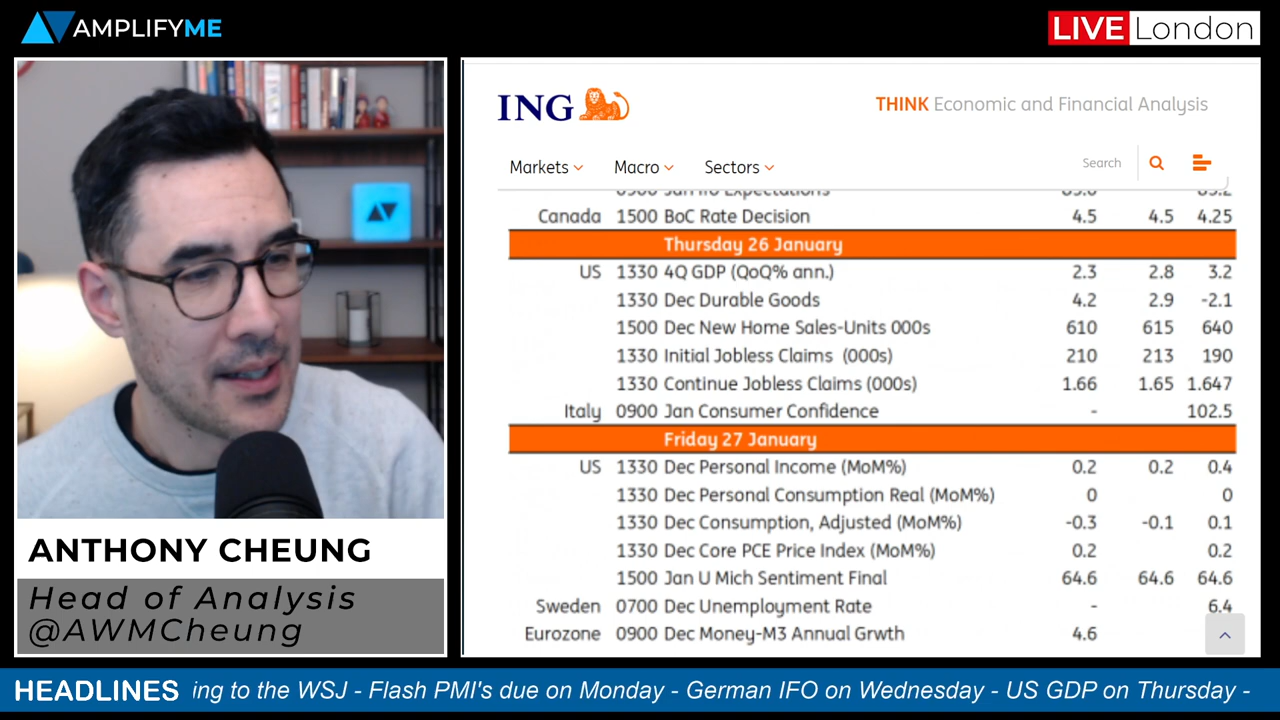 AMPLIFYME
LIVE London
ING
THINK Economic and Financial Analysis
Markets Macro Sectors Search
0900 Jan Ifo Expectations
Canada 1500 BoC Rate Decision 4.5 4.5 4.25
Thursday 26 January
US 1330 4Q GDP (QoQ% ann.) 2.3 2.8 3.2
1330 Dec Durable Goods 4.2 2.9 -2.1
1500 Dec New Home Sales-Units 000s 610 615 640
1330 Initial Jobless Claims (000s) 210 213 190
1330 Continue Jobless Claims (000s) 1.66 1.65 1.647
Italy 0900 Jan Consumer Confidence - 102.5
Friday 27 January
US 1330 Dec Personal Income (MoM%) 0.2 0.2 0.4
1330 Dec Personal Consumption Real (MoM%) 0 0
1330 Dec Consumption, Adjusted (MoM%) -0.3 -0.1 0.1
1330 Dec Core PCE Price Index (MoM%) 0.2 0.2
1500 Jan U Mich Sentiment Final 64.6 64.6 64.6
Sweden 0700 Dec Unemployment Rate - 6.4
Eurozone 0900 Dec Money-M3 Annual Grwth 4.6
ANTHONY CHEUNG
Head of Analysis
@AWMCheung
HEADLINES ing to the WSJ - Flash PMI's due on Monday - German IFO on Wednesday - US GDP on Thursday -